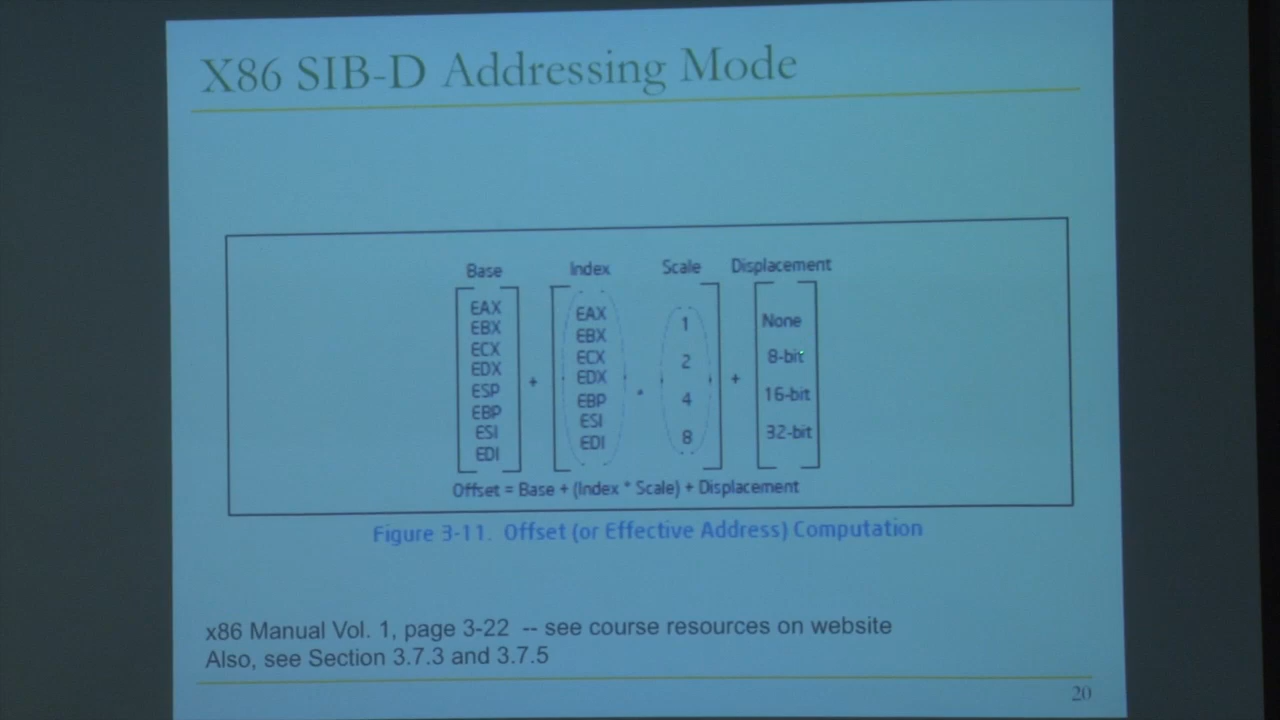 X86 SIB-D Addressing Mode
Base Index Scale Displacement
EAX
EBX
ECX
EDX
ESP
EBP
ESI
EDI
+
EAX
EBX
ECX
EDX
EBP
ESI
EDI
*
1
2
4
8
+
None
8-bit
16-bit
32-bit
Offset = Base + (Index * Scale) + Displacement
Figure 3-11. Offset (or Effective Address) Computation
x86 Manual Vol. 1, page 3-22 -- see course resources on website
Also, see Section 3.7.3 and 3.7.5
20